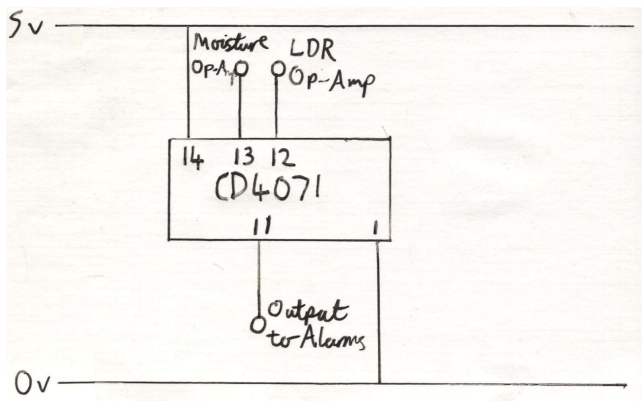 5v
Moisture
Op-Amp
LDR
Op-Amp
14 13 12
CD4071
11 1
Output
to Alarms
0v